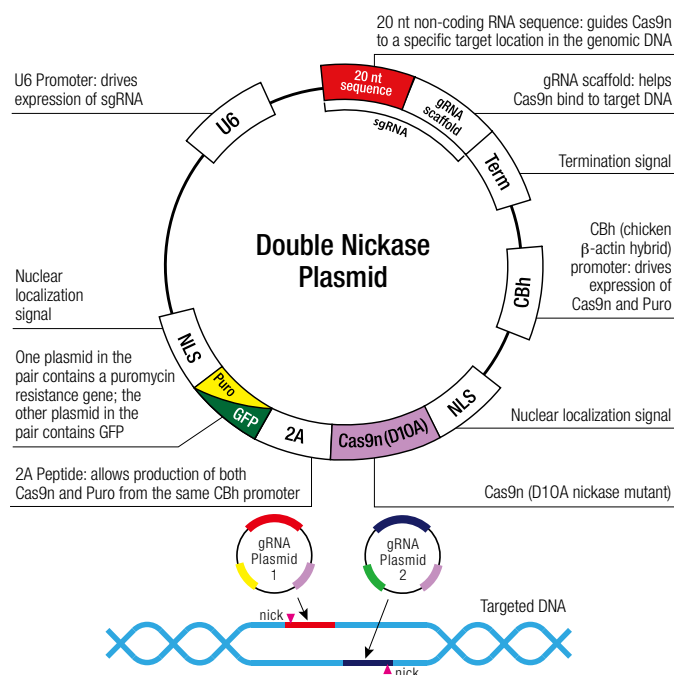 20 nt non-coding RNA sequence: guides Cas9n
to a specific target location in the genomic DNA
U6 Promoter: drives
expression of sgRNA
gRNA scaffold: helps
Cas9n bind to target DNA
20 nt
sequence
gRNA
scaffold
sgRNA
U6
Term
Termination signal
Double Nickase
Plasmid
CBh (chicken
β-actin hybrid)
promoter: drives
expression of
Cas9n and Puro
CBh
Nuclear
localization
signal
NLS
One plasmid in the
pair contains a puromycin
resistance gene; the
other plasmid in the
pair contains GFP
Puro
GFP
2A
Cas9n (D10A)
NLS
Nuclear localization signal
2A Peptide: allows production of both
Cas9n and Puro from the same CBh promoter
Cas9n (D10A nickase mutant)
gRNA
Plasmid
1
gRNA
Plasmid
2
nick
Targeted DNA
nick